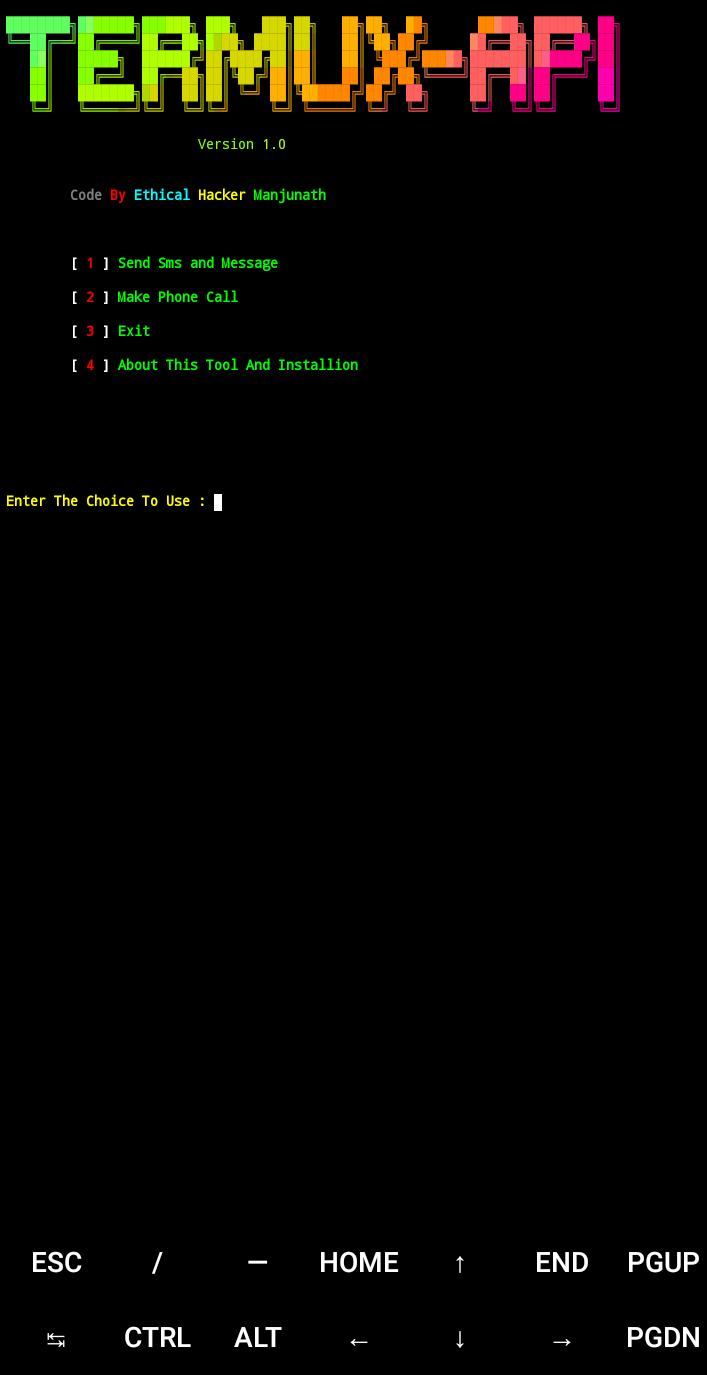 TERMUX-API
Version 1.0
Code By Ethical Hacker Manjunath
[ 1 ] Send Sms and Message
[ 2 ] Make Phone Call
[ 3 ] Exit
[ 4 ] About This Tool And Installion
Enter The Choice To Use :
ESC / — HOME ↑ END PGUP
↹ CTRL ALT ← ↓ → PGDN